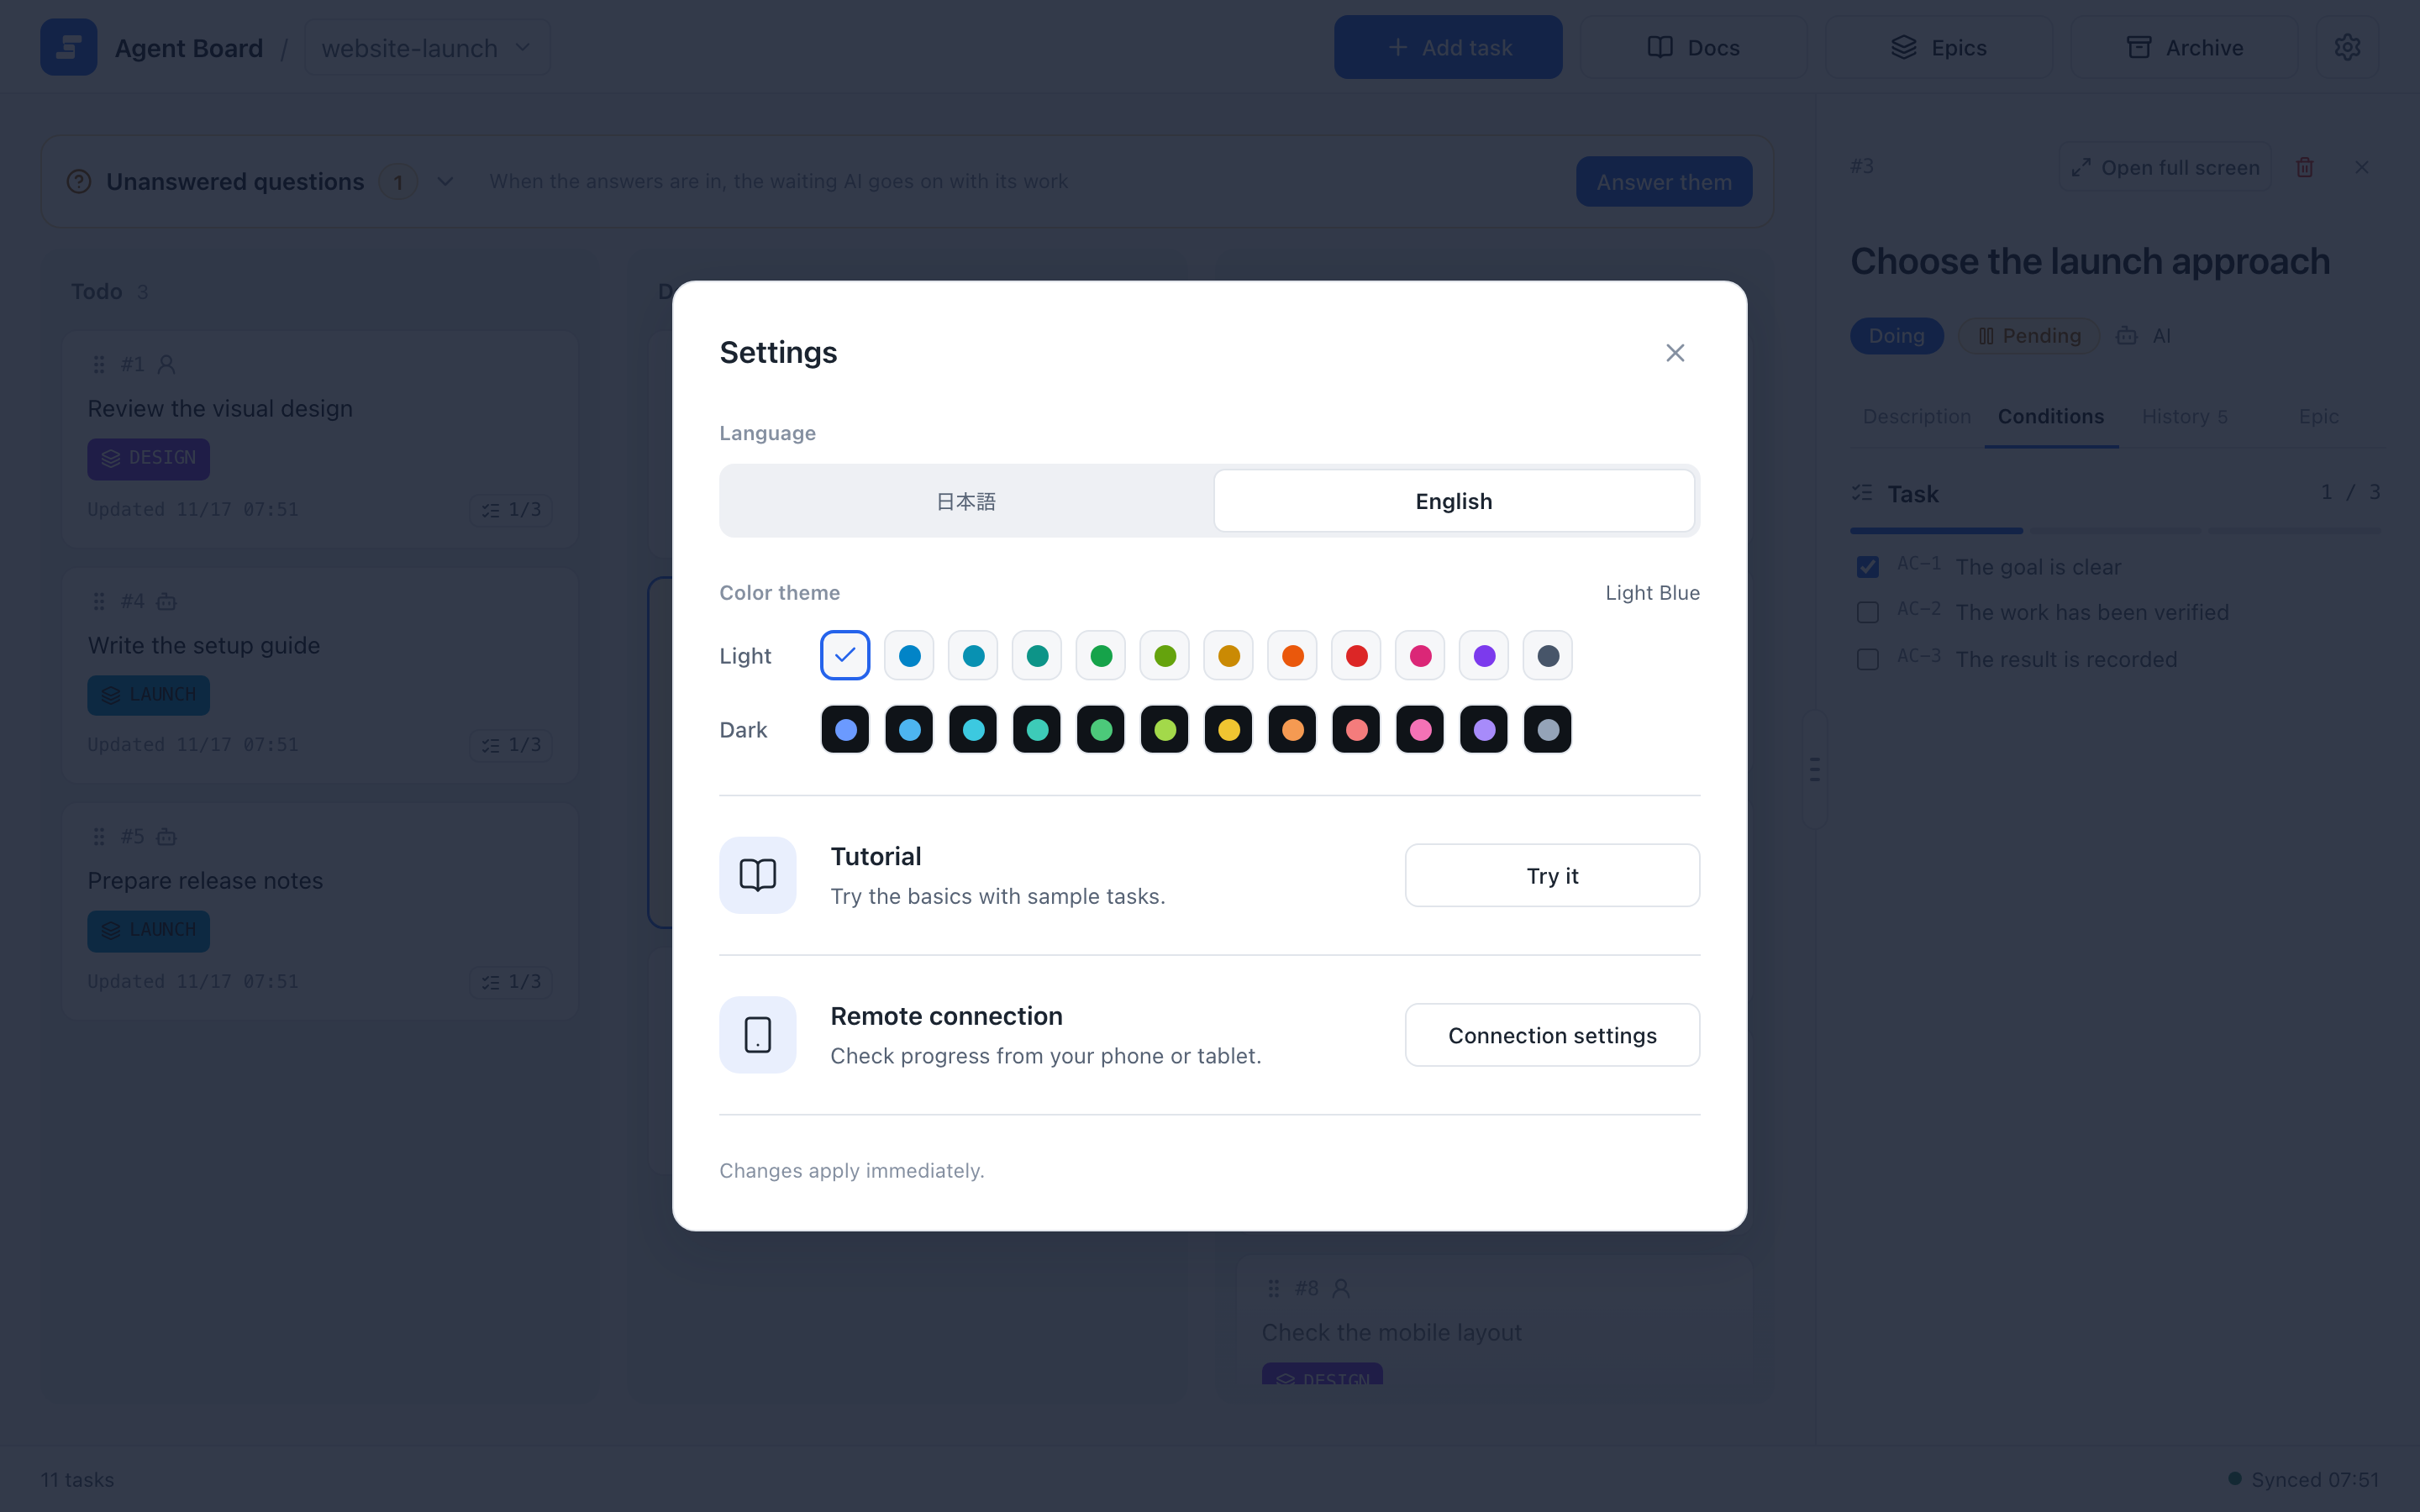 Agent Board / website-launch
Add task
Docs
Epics
Archive
Unanswered questions 1
When the answers are in, the waiting AI goes on with its work
Answer them
Todo 3
#1
Review the visual design
DESIGN
Updated 11/17 07:51
1/3
#4
Write the setup guide
LAUNCH
Updated 11/17 07:51
1/3
#5
Prepare release notes
LAUNCH
Updated 11/17 07:51
1/3
Settings
Language
日本語
English
Color theme
Light Blue
Light
Dark
Tutorial
Try the basics with sample tasks.
Try it
Remote connection
Check progress from your phone or tablet.
Connection settings
Changes apply immediately.
#8
Check the mobile layout
DESIGN
#3
Open full screen
Choose the launch approach
Doing
Pending
AI
Description
Conditions
History 5
Epic
Task
1 / 3
AC-1 The goal is clear
AC-2 The work has been verified
AC-3 The result is recorded
11 tasks
Synced 07:51